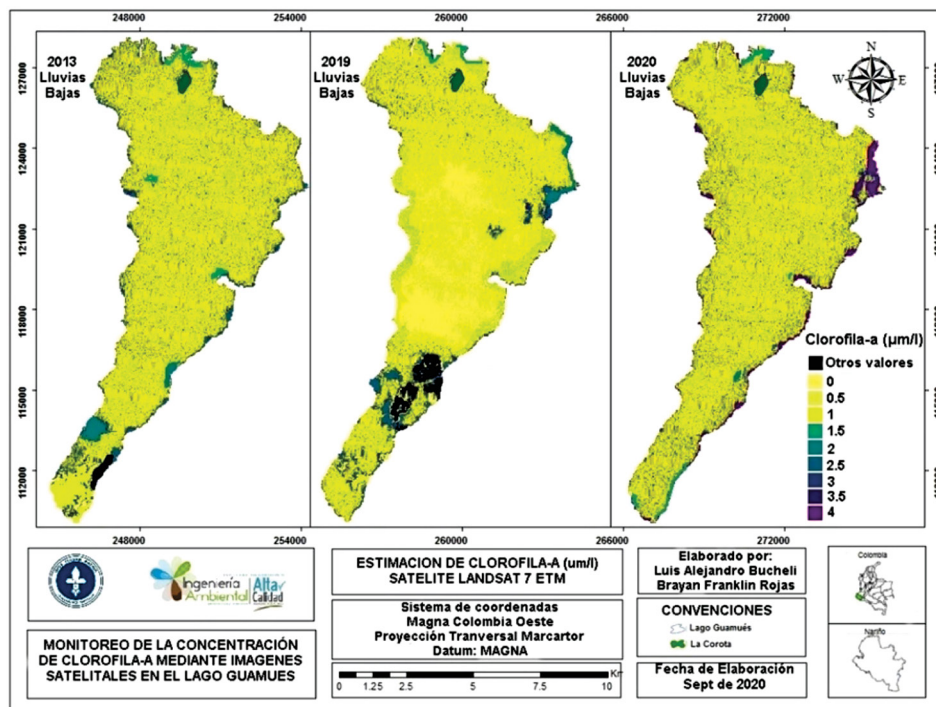 248000 254000 260000 266000 272000
2013
Lluvias
Bajas
2019
Lluvias
Bajas
2020
Lluvias
Bajas
N
W E
S
127000
124000
121000
118000
115000
112000
Clorofila-a (µm/l)
Otros valores
0
0.5
1
1.5
2
2.5
3
3.5
4
248000 254000 260000 266000 272000
Ingeniería
Ambiental
Alta
Calidad
MONITOREO DE LA CONCENTRACIÓN
DE CLOROFILA-A MEDIANTE IMAGENES
SATELITALES EN EL LAGO GUAMUES
ESTIMACION DE CLOROFILA-A (um/l)
SATELITE LANDSAT 7 ETM
Sistema de coordenadas
Magna Colombia Oeste
Proyección Tranversal Marcartor
Datum: MAGNA
Km
0 1.25 2.5 5 7.5 10
Elaborado por:
Luis Alejandro Bucheli
Brayan Franklin Rojas
CONVENCIONES
Lago Guamués
La Corota
Fecha de Elaboración
Sept de 2020
Colombia
Nariño